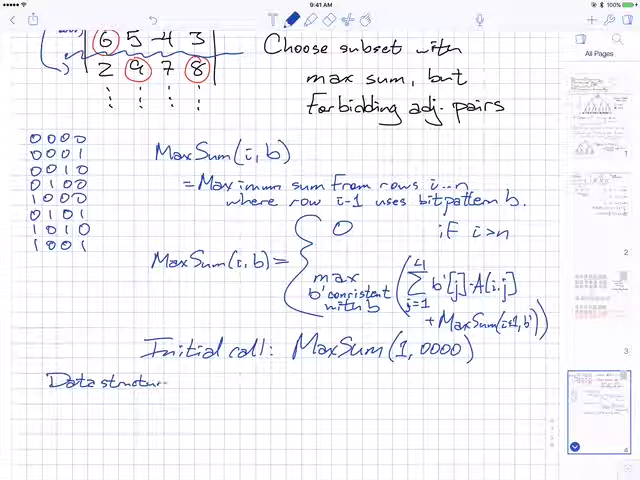 9:41 AM
100%
All Pages
6 5 -4 3
2 9 7 8
Choose subset with
max sum, but
forbidding adj. pairs
0000
0001
0010
0100
1000
0101
1010
1001
MaxSum(i, b)
= Maximum sum from rows i...n
where row i-1 uses bitpattern b.
MaxSum(i, b) = { 0 if i > n
max b' consistent with b ( 4 ∑ j=1 b'[j]·A[i,j]
+ MaxSum(i+1, b') )
Initial call: MaxSum(1, 0000)
Data structur
1
2
3
4